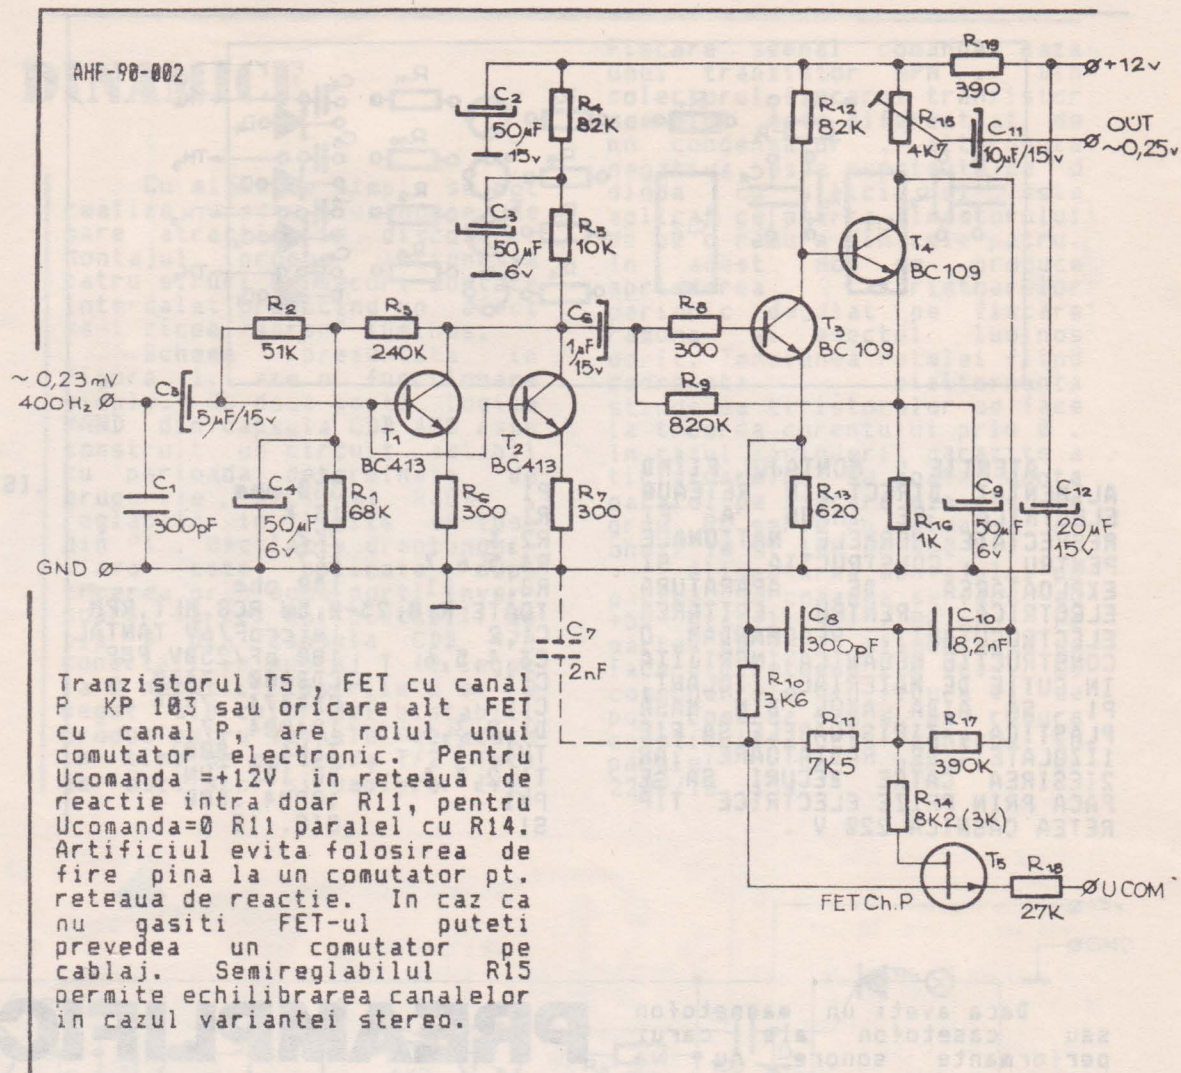 AHF-90-002
C2
50µF
15v
R4
82K
R12
82K
R19
390
+12v
R15
4K7
C11
10µF/15v
OUT
~0,25v
C3
50µF
6v
R5
10K
T4
BC109
R2
51K
R3
240K
C6
1µF
15v
R8
300
T3
BC109
R9
820K
~0,23mv
400Hz
C3
5µF/15v
T1
BC413
T2
BC413
C1
300pF
C4
50µF
6v
R1
68K
R6
300
R7
300
R13
620
R16
1K
C9
50µF
6v
C12
20µF
15v
GND
C7
2nF
C8
300pF
C10
8,2nF
R10
3K6
R11
7K5
R17
390K
R14
8K2(3K)
T5
FETCh.P
R18
27K
UCOM
Tranzistorul T5 , FET cu canal
P KP 103 sau oricare alt FET
cu canal P, are rolul unui
comutator electronic. Pentru
Ucomanda =+12V in reteaua de
reactie intra doar R11, pentru
Ucomanda=0 R11 paralel cu R14.
Artificiul evita folosirea de
fire pina la un comutator pt.
reteaua de reactie. In caz ca
nu gasiti FET-ul puteti
prevedea un comutator pe
cablaj. Semireglabilul R15
permite echilibrarea canalelor
in cazul variantei stereo.